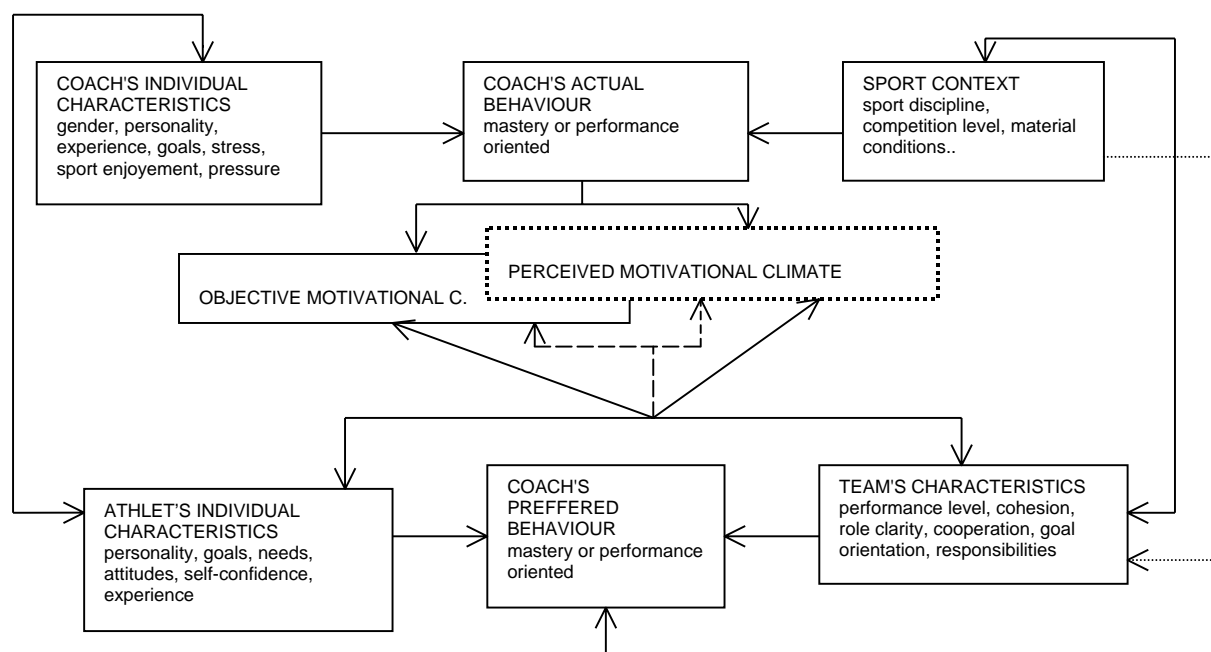 COACH'S INDIVIDUAL
CHARACTERISTICS
gender, personality,
experience, goals, stress,
sport enjoyement, pressure
COACH'S ACTUAL
BEHAVIOUR
mastery or performance
oriented
SPORT CONTEXT
sport discipline,
competition level, material
conditions..
PERCEIVED MOTIVATIONAL CLIMATE
OBJECTIVE MOTIVATIONAL C.
ATHLET'S INDIVIDUAL
CHARACTERISTICS
personality, goals, needs,
attitudes, self-confidence,
experience
COACH'S
PREFFERED
BEHAVIOUR
mastery or performance
oriented
TEAM'S CHARACTERISTICS
performance level, cohesion,
role clarity, cooperation, goal
orientation, responsibilities